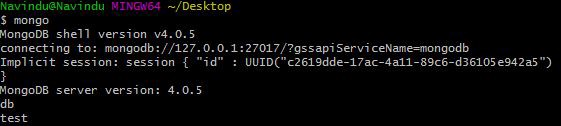 Navindu@Navindu MINGW64 ~/Desktop
$ mongo
MongoDB shell version v4.0.5
connecting to: mongodb://127.0.0.1:27017/?gssapiServiceName=mongodb
Implicit session: session { "id" : UUID("c2619dde-17ac-4a11-89c6-d36105e942a5")
}
MongoDB server version: 4.0.5
db
test